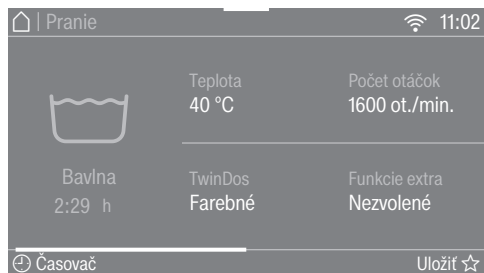 | Pranie 11:02
Teplota Počet otáčok
40 °C 1600 ot./min.
Bavlna TwinDos Funkcie extra
2:29 h Farebné Nezvolené
Časovač Uložiť